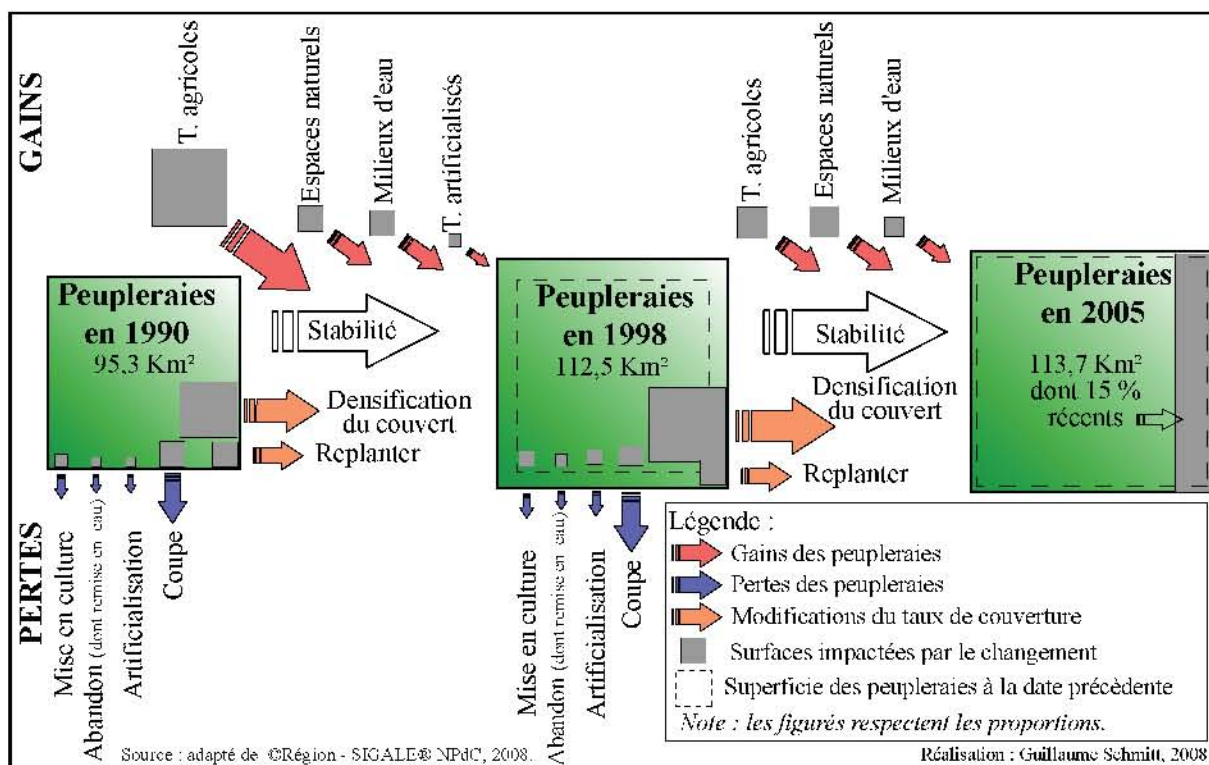 GAINS
T. agricoles
Espaces naturels
Milieux d'eau
T. artificialisés
T. agricoles
Espaces naturels
Milieux d'eau
Peupleraies
en 1990
95,3 Km²
Stabilité
Peupleraies
en 1998
112,5 Km²
Stabilité
Peupleraies
en 2005
113,7 Km²
dont 15 %
récents
Densification
du couvert
Replanter
Densification
du couvert
Replanter
PERTES
Mise en culture
Abandon (dont remise en eau)
Artificialisation
Coupe
Mise en culture
Abandon (dont remise en eau)
Artificialisation
Coupe
Légende :
Gains des peupleraies
Pertes des peupleraies
Modifications du taux de couverture
Surfaces impactées par le changement
Superficie des peupleraies à la date précèdente
Note : les figurés respectent les proportions.
Source : adapté de ©Région - SIGALE® NPdC, 2008.
Réalisation : Guillaume Schmitt, 2008